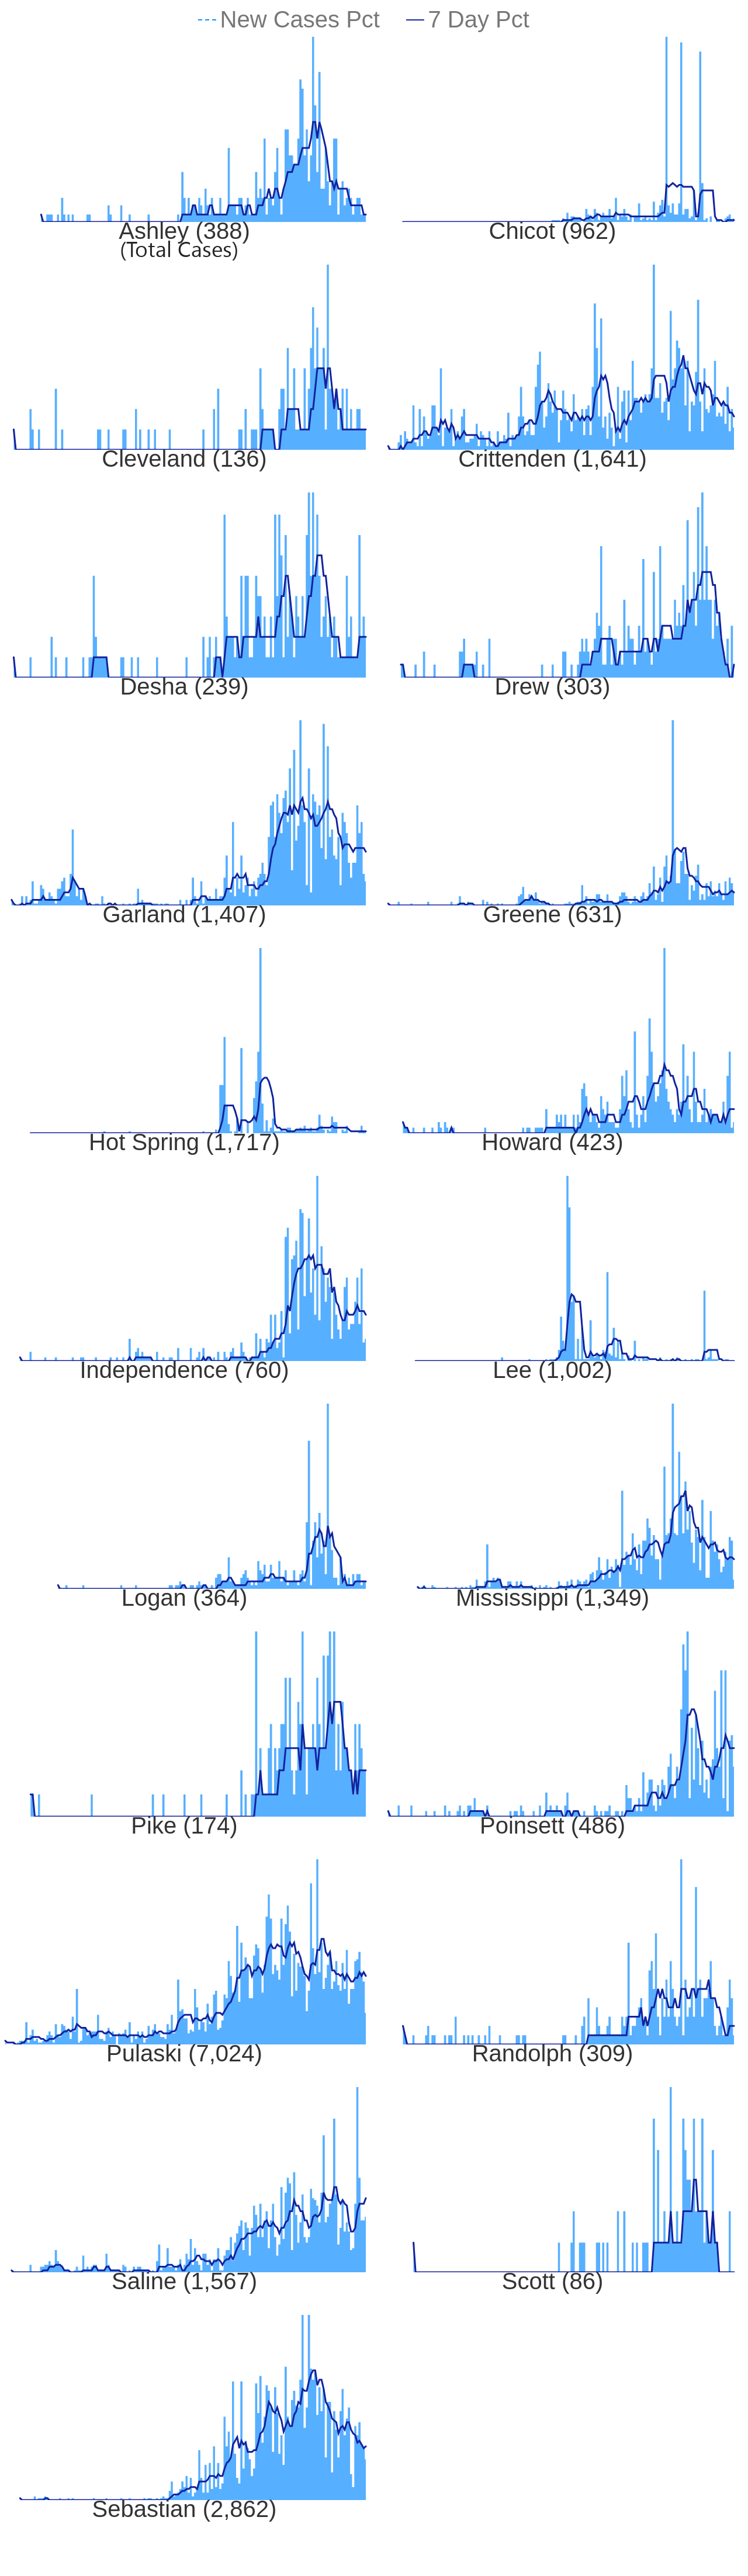 New Cases Pct 7 Day Pct
Ashley (388) Chicot (962)
(Total Cases)
Cleveland (136) Crittenden (1,641)
Desha (239) Drew (303)
Garland (1,407) Greene (631)
Hot Spring (1,717) Howard (423)
Independence (760) Lee (1,002)
Logan (364) Mississippi (1,349)
Pike (174) Poinsett (486)
Pulaski (7,024) Randolph (309)
Saline (1,567) Scott (86)
Sebastian (2,862)